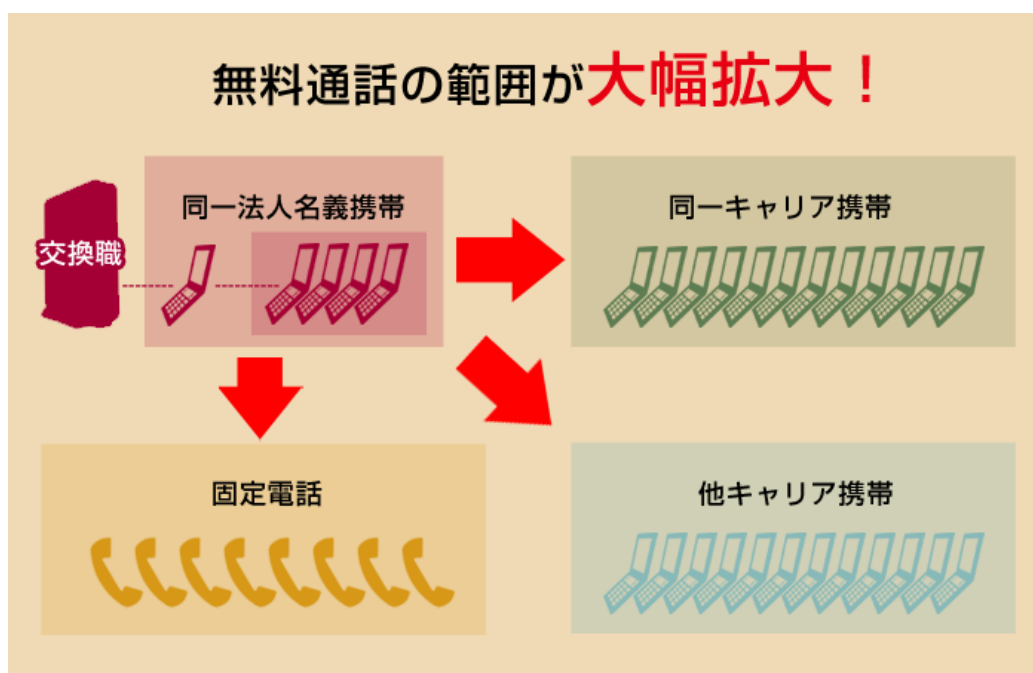 無料通話の範囲が大幅拡大！
同一法人名義携帯
交換職
同一キャリア携帯
固定電話
他キャリア携帯